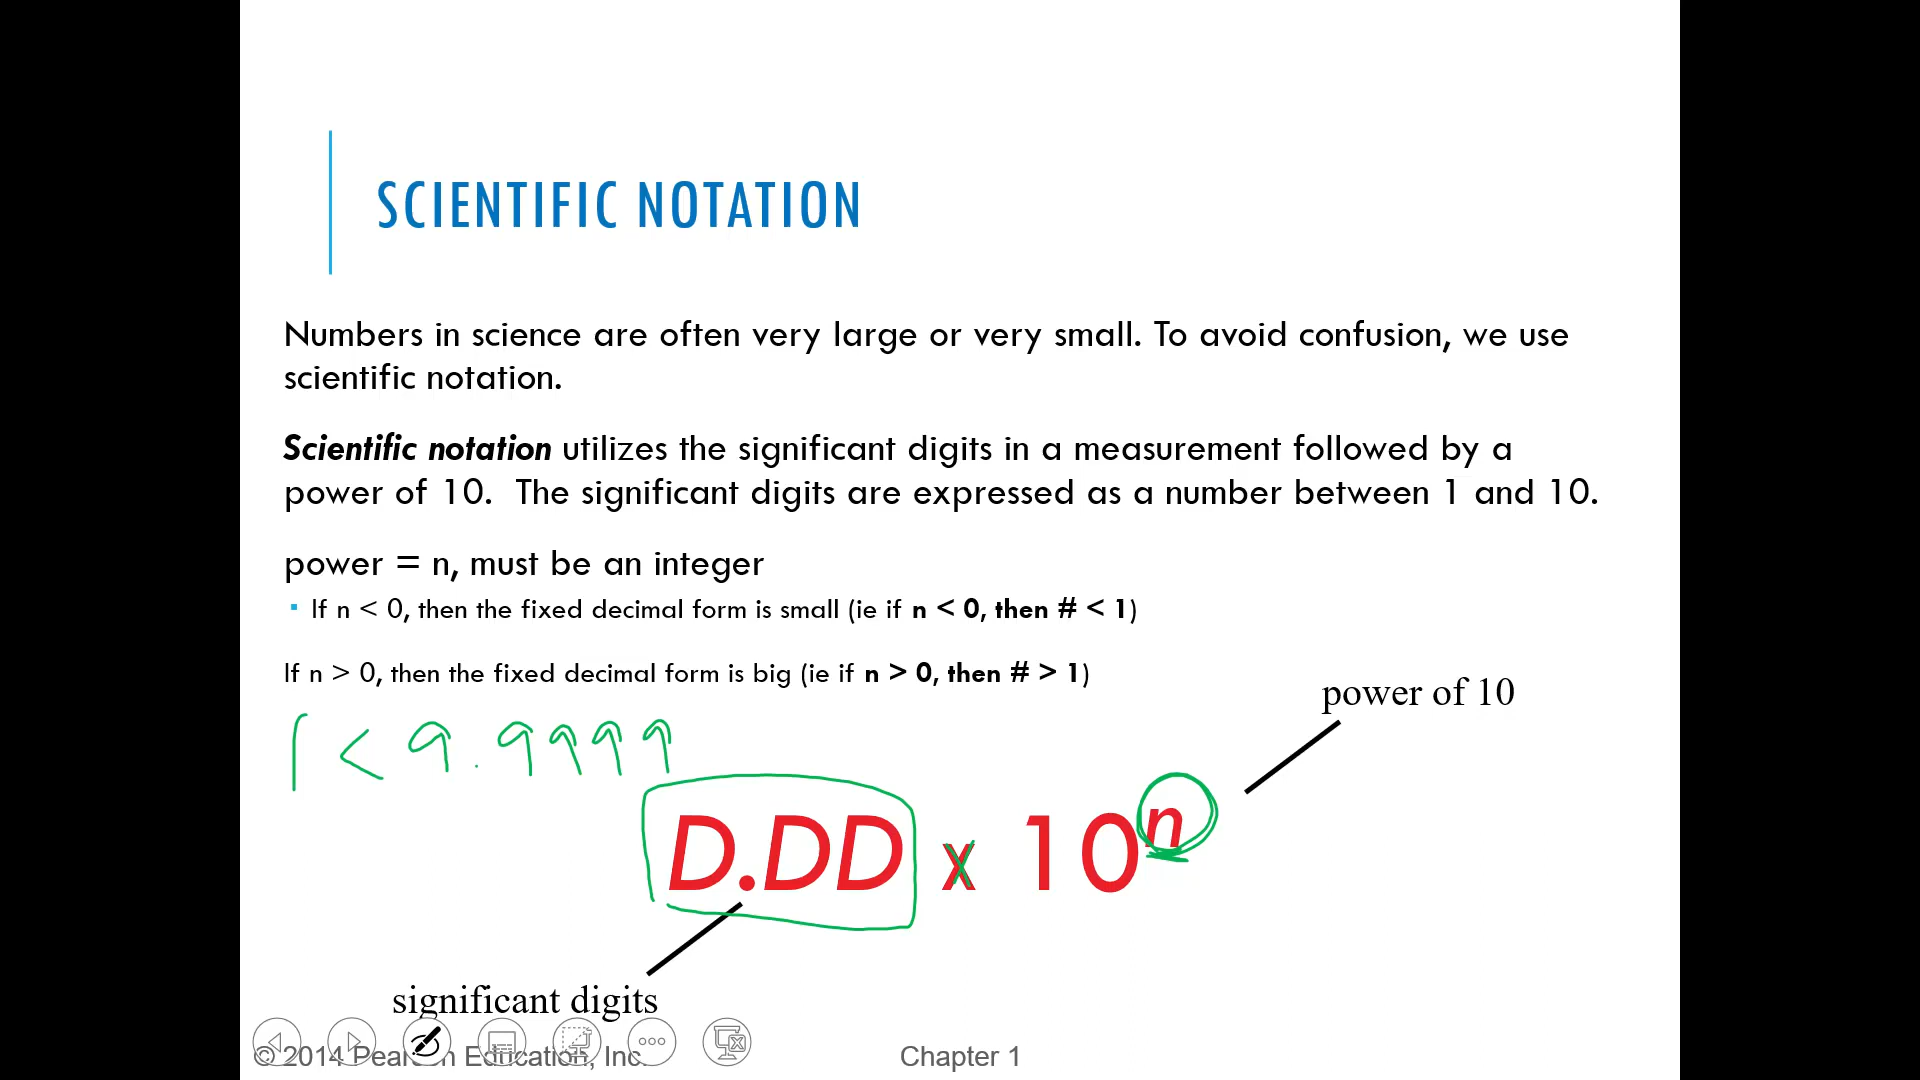 SCIENTIFIC NOTATION
Numbers in science are often very large or very small. To avoid confusion, we use
scientific notation.
Scientific notation utilizes the significant digits in a measurement followed by a
power of 10.  The significant digits are expressed as a number between 1 and 10.
power = n, must be an integer
▪ If n < 0, then the fixed decimal form is small (ie if n < 0, then # < 1)
If n > 0, then the fixed decimal form is big (ie if n > 0, then # > 1)
power of 10
1 < 9.9999
D.DD x 10ⁿ
significant digits
© 2014 Pearson Education, Inc.
Chapter 1